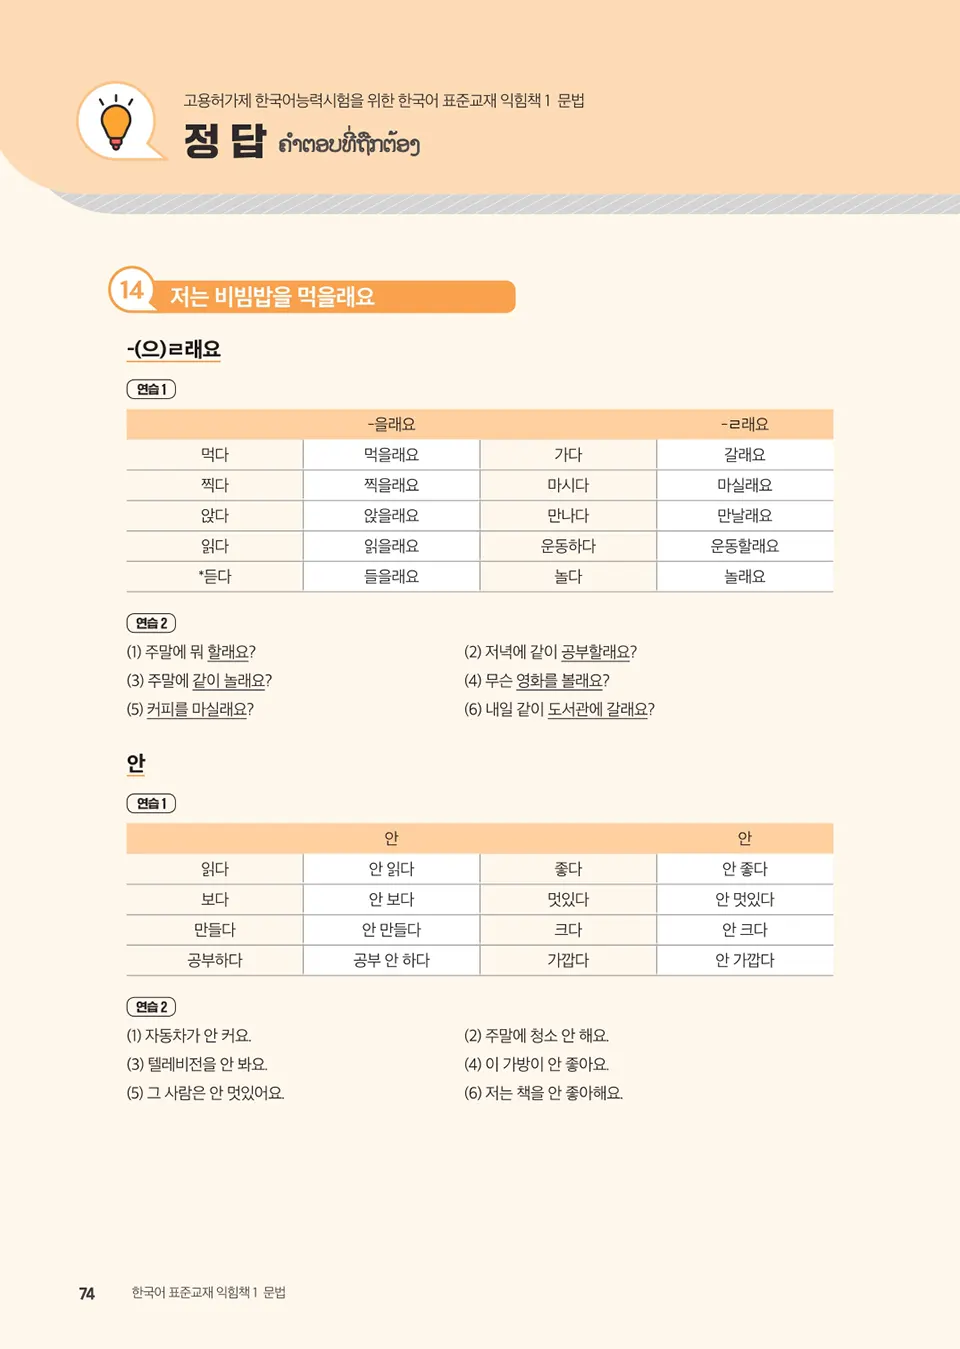 고용허가제 한국어능력시험을 위한 한국어 표준교재 익힘책 1 문법
정답 ຄຳຕອບທີ່ຖືກຕ້ອງ
14 저는 비빔밥을 먹을래요
-(으)ㄹ래요
연습 1
-을래요 -ㄹ래요
먹다 먹을래요 가다 갈래요
찍다 찍을래요 마시다 마실래요
앉다 앉을래요 만나다 만날래요
읽다 읽을래요 운동하다 운동할래요
*듣다 들을래요 놀다 놀래요
연습 2
(1) 주말에 뭐 할래요? (2) 저녁에 같이 공부할래요?
(3) 주말에 같이 놀래요? (4) 무슨 영화를 볼래요?
(5) 커피를 마실래요? (6) 내일 같이 도서관에 갈래요?
안
연습 1
안 안
읽다 안 읽다 좋다 안 좋다
보다 안 보다 멋있다 안 멋있다
만들다 안 만들다 크다 안 크다
공부하다 공부 안 하다 가깝다 안 가깝다
연습 2
(1) 자동차가 안 커요. (2) 주말에 청소 안 해요.
(3) 텔레비전을 안 봐요. (4) 이 가방이 안 좋아요.
(5) 그 사람은 안 멋있어요. (6) 저는 책을 안 좋아해요.
74 한국어 표준교재 익힘책 1 문법